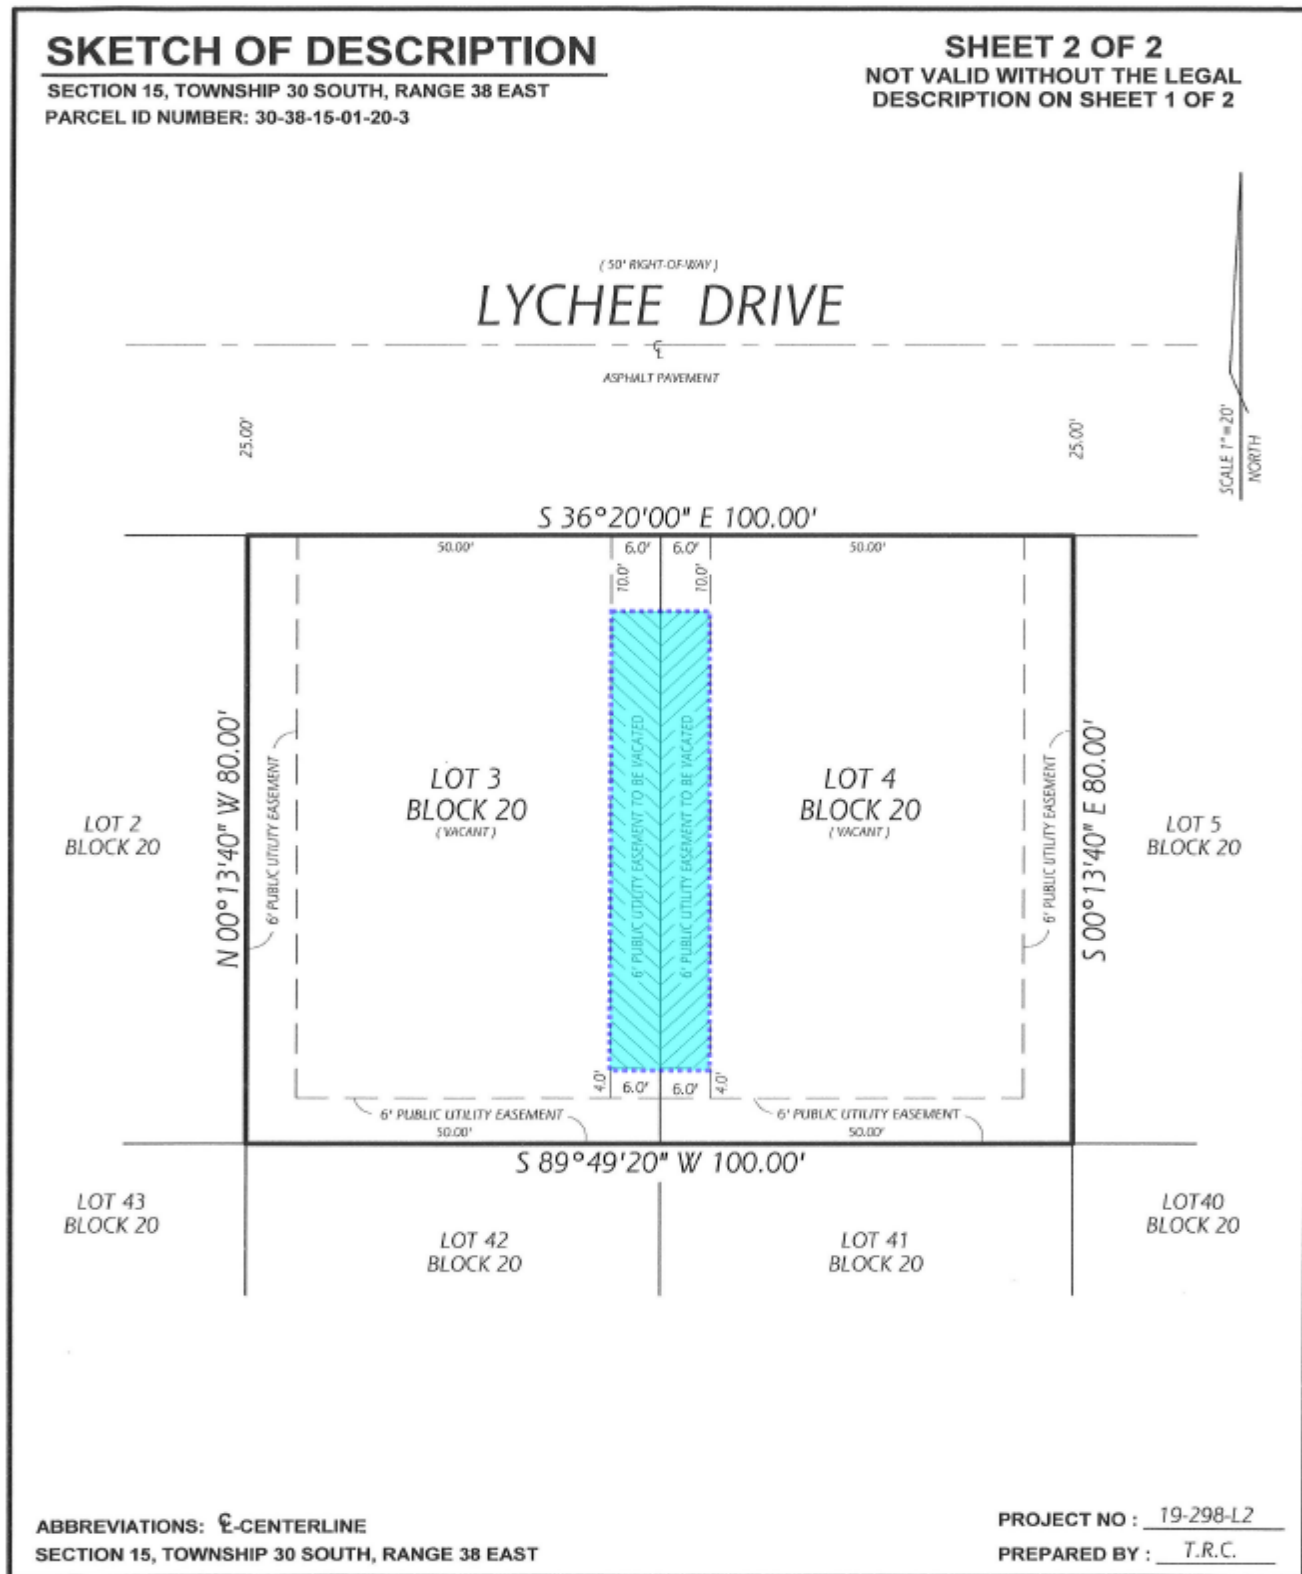 SKETCH OF DESCRIPTION
SECTION 15, TOWNSHIP 30 SOUTH, RANGE 38 EAST
PARCEL ID NUMBER: 30-38-15-01-20-3
SHEET 2 OF 2
NOT VALID WITHOUT THE LEGAL
DESCRIPTION ON SHEET 1 OF 2
( 50' RIGHT-OF-WAY )
LYCHEE DRIVE
℄
ASPHALT PAVEMENT
25.00'
25.00'
SCALE 1"=20'
NORTH
S 36°20'00" E 100.00'
50.00'
6.0'
6.0'
50.00'
10.0'
10.0'
N 00°13'40" W 80.00'
6' PUBLIC UTILITY EASEMENT
LOT 3
BLOCK 20
( VACANT )
6' PUBLIC UTILITY EASEMENT TO BE VACATED
6' PUBLIC UTILITY EASEMENT TO BE VACATED
LOT 4
BLOCK 20
( VACANT )
6' PUBLIC UTILITY EASEMENT
S 00°13'40" E 80.00'
LOT 2
BLOCK 20
LOT 5
BLOCK 20
4.0'
6.0'
6.0'
4.0'
6' PUBLIC UTILITY EASEMENT
50.00'
6' PUBLIC UTILITY EASEMENT
50.00'
S 89°49'20" W 100.00'
LOT 43
BLOCK 20
LOT 42
BLOCK 20
LOT 41
BLOCK 20
LOT40
BLOCK 20
ABBREVIATIONS: ℄-CENTERLINE
SECTION 15, TOWNSHIP 30 SOUTH, RANGE 38 EAST
PROJECT NO : 19-298-L2
PREPARED BY : T.R.C.